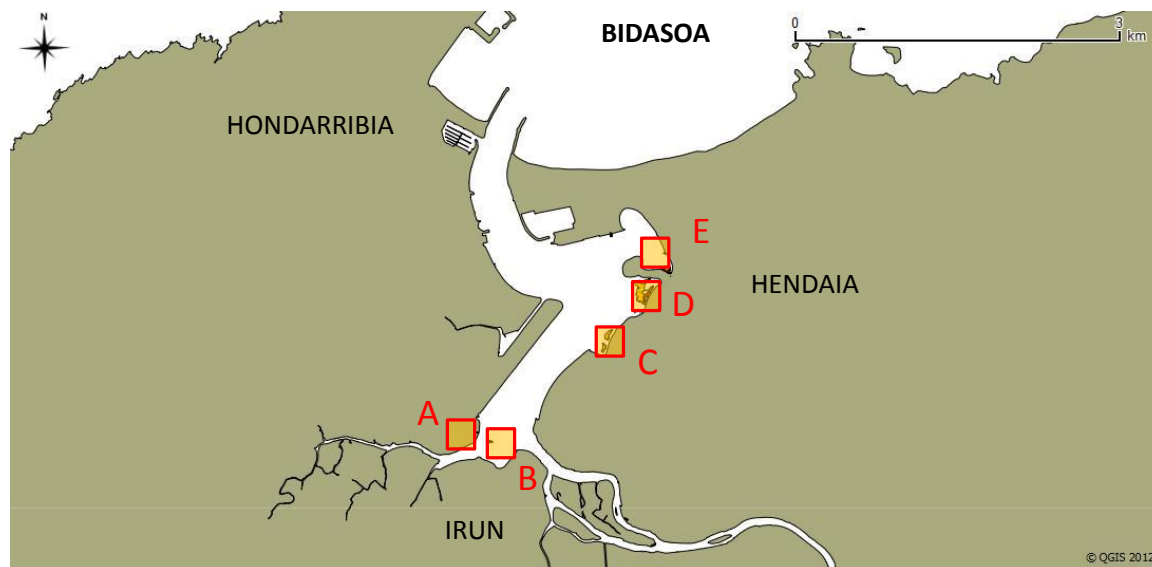 N
BIDASOA
0
3
km
HONDARRIBIA
E
HENDAIA
D
C
A
B
IRUN
© QGIS 2012